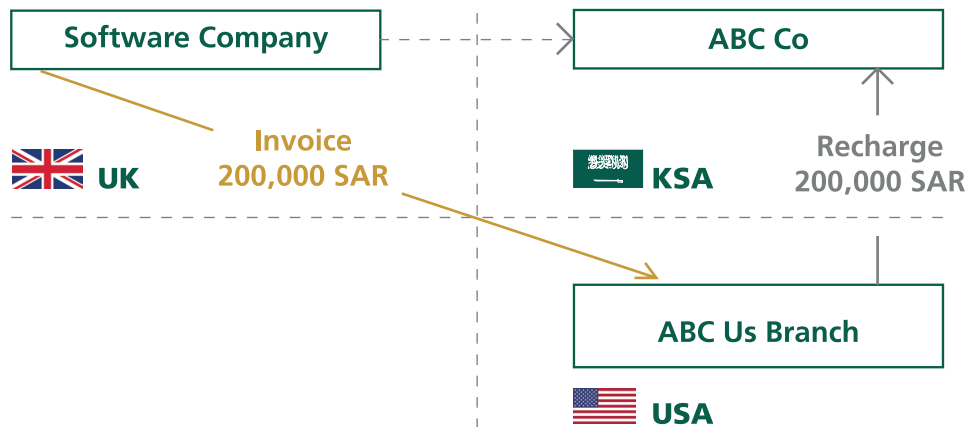 Software Company
ABC Co
Invoice
200,000 SAR
UK
KSA
Recharge
200,000 SAR
ABC Us Branch
USA